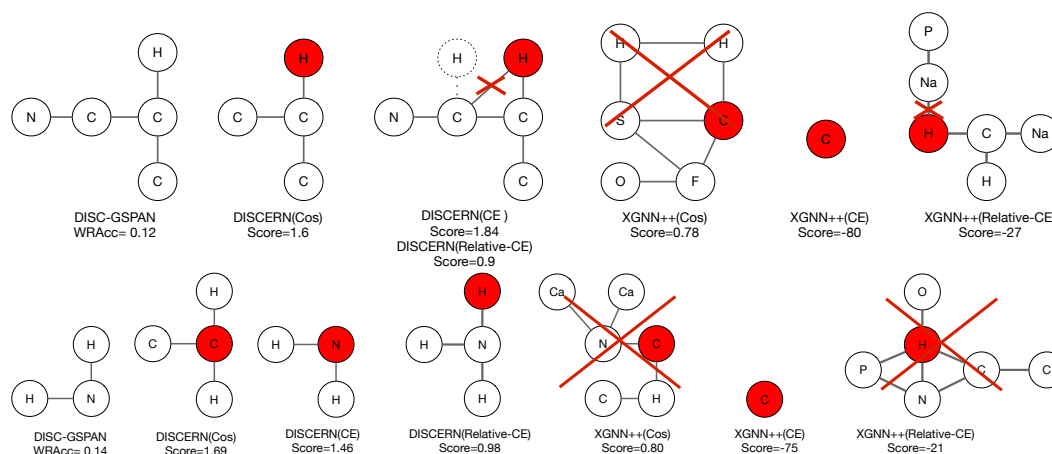 H
N C C
C
DISC-GSPAN
WRAcc= 0.12
H
C C
C
DISCERN(Cos)
Score=1.6
H H
N C C
C
DISCERN(CE )
Score=1.84
DISCERN(Relative-CE)
Score=0.9
H H
S C
O F
XGNN++(Cos)
Score=0.78
C
XGNN++(CE)
Score=-80
P
Na
H C Na
H
XGNN++(Relative-CE
Score=-27
H
H N
DISC-GSPAN
WRAcc= 0.14
H
C C
H
DISCERN(Cos)
Score=1.69
H N
H
DISCERN(CE)
Score=1.46
H
H N
H
DISCERN(Relative-CE)
Score=0.98
Ca Ca
N C
C H
XGNN++(Cos)
Score=0.80
C
XGNN++(CE)
Score=-75
O
H
P C C
N
XGNN++(Relative-CE)
Score=-21